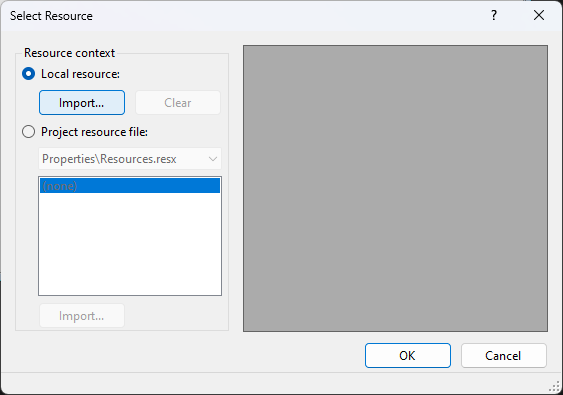 Select Resource
?
Resource context
Local resource:
Import...
Clear
Project resource file:
Properties\Resources.resx
(none)
Import...
OK
Cancel